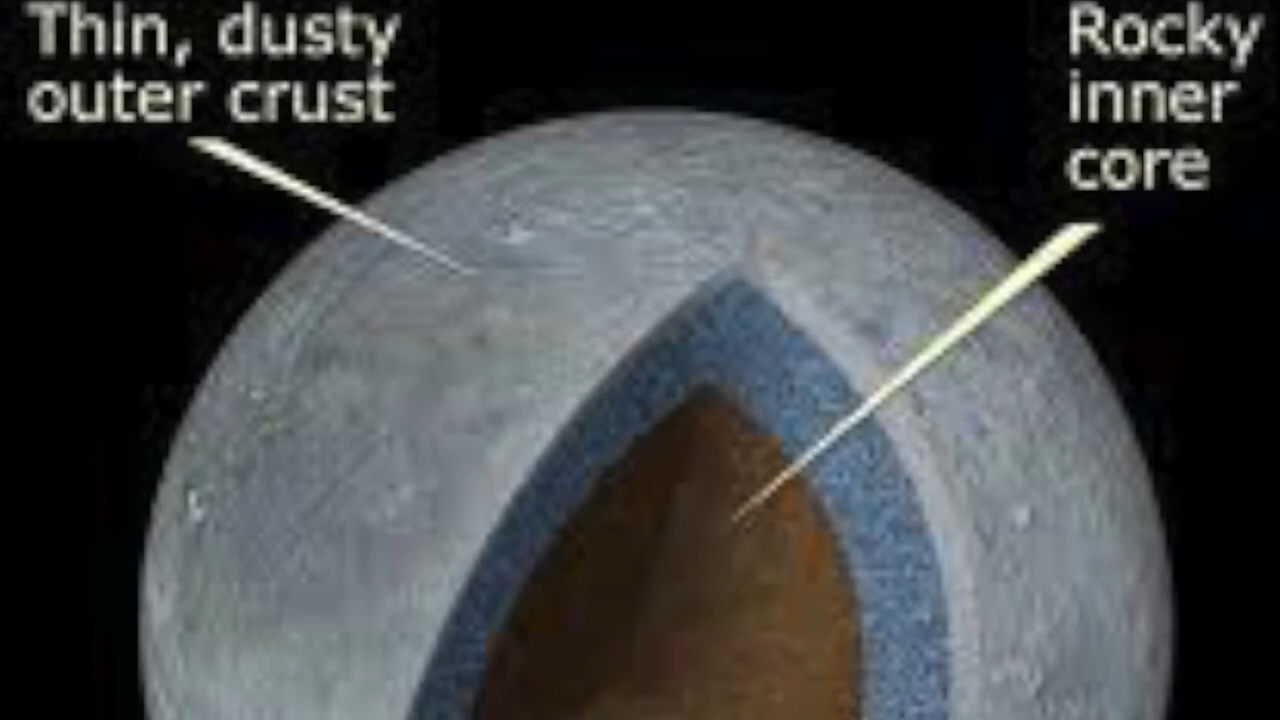 Thin, dusty
outer crust
Rocky
inner
core